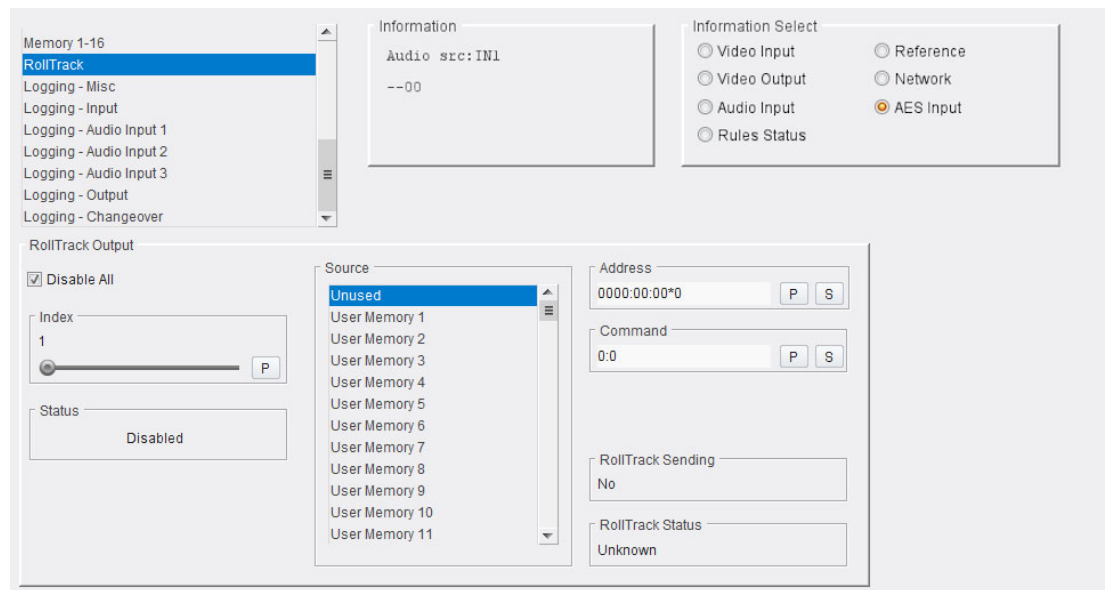 Memory 1-16
RollTrack
Logging - Misc
Logging - Input
Logging - Audio Input 1
Logging - Audio Input 2
Logging - Audio Input 3
Logging - Output
Logging - Changeover
Information
Audio src:IN1
--00
Information Select
Video Input
Reference
Video Output
Network
Audio Input
AES Input
Rules Status
RollTrack Output
Disable All
Index
1
P
Status
Disabled
Source
Unused
User Memory 1
User Memory 2
User Memory 3
User Memory 4
User Memory 5
User Memory 6
User Memory 7
User Memory 8
User Memory 9
User Memory 10
User Memory 11
Address
0000:00:00*0 P S
Command
0:0 P S
RollTrack Sending
No
RollTrack Status
Unknown